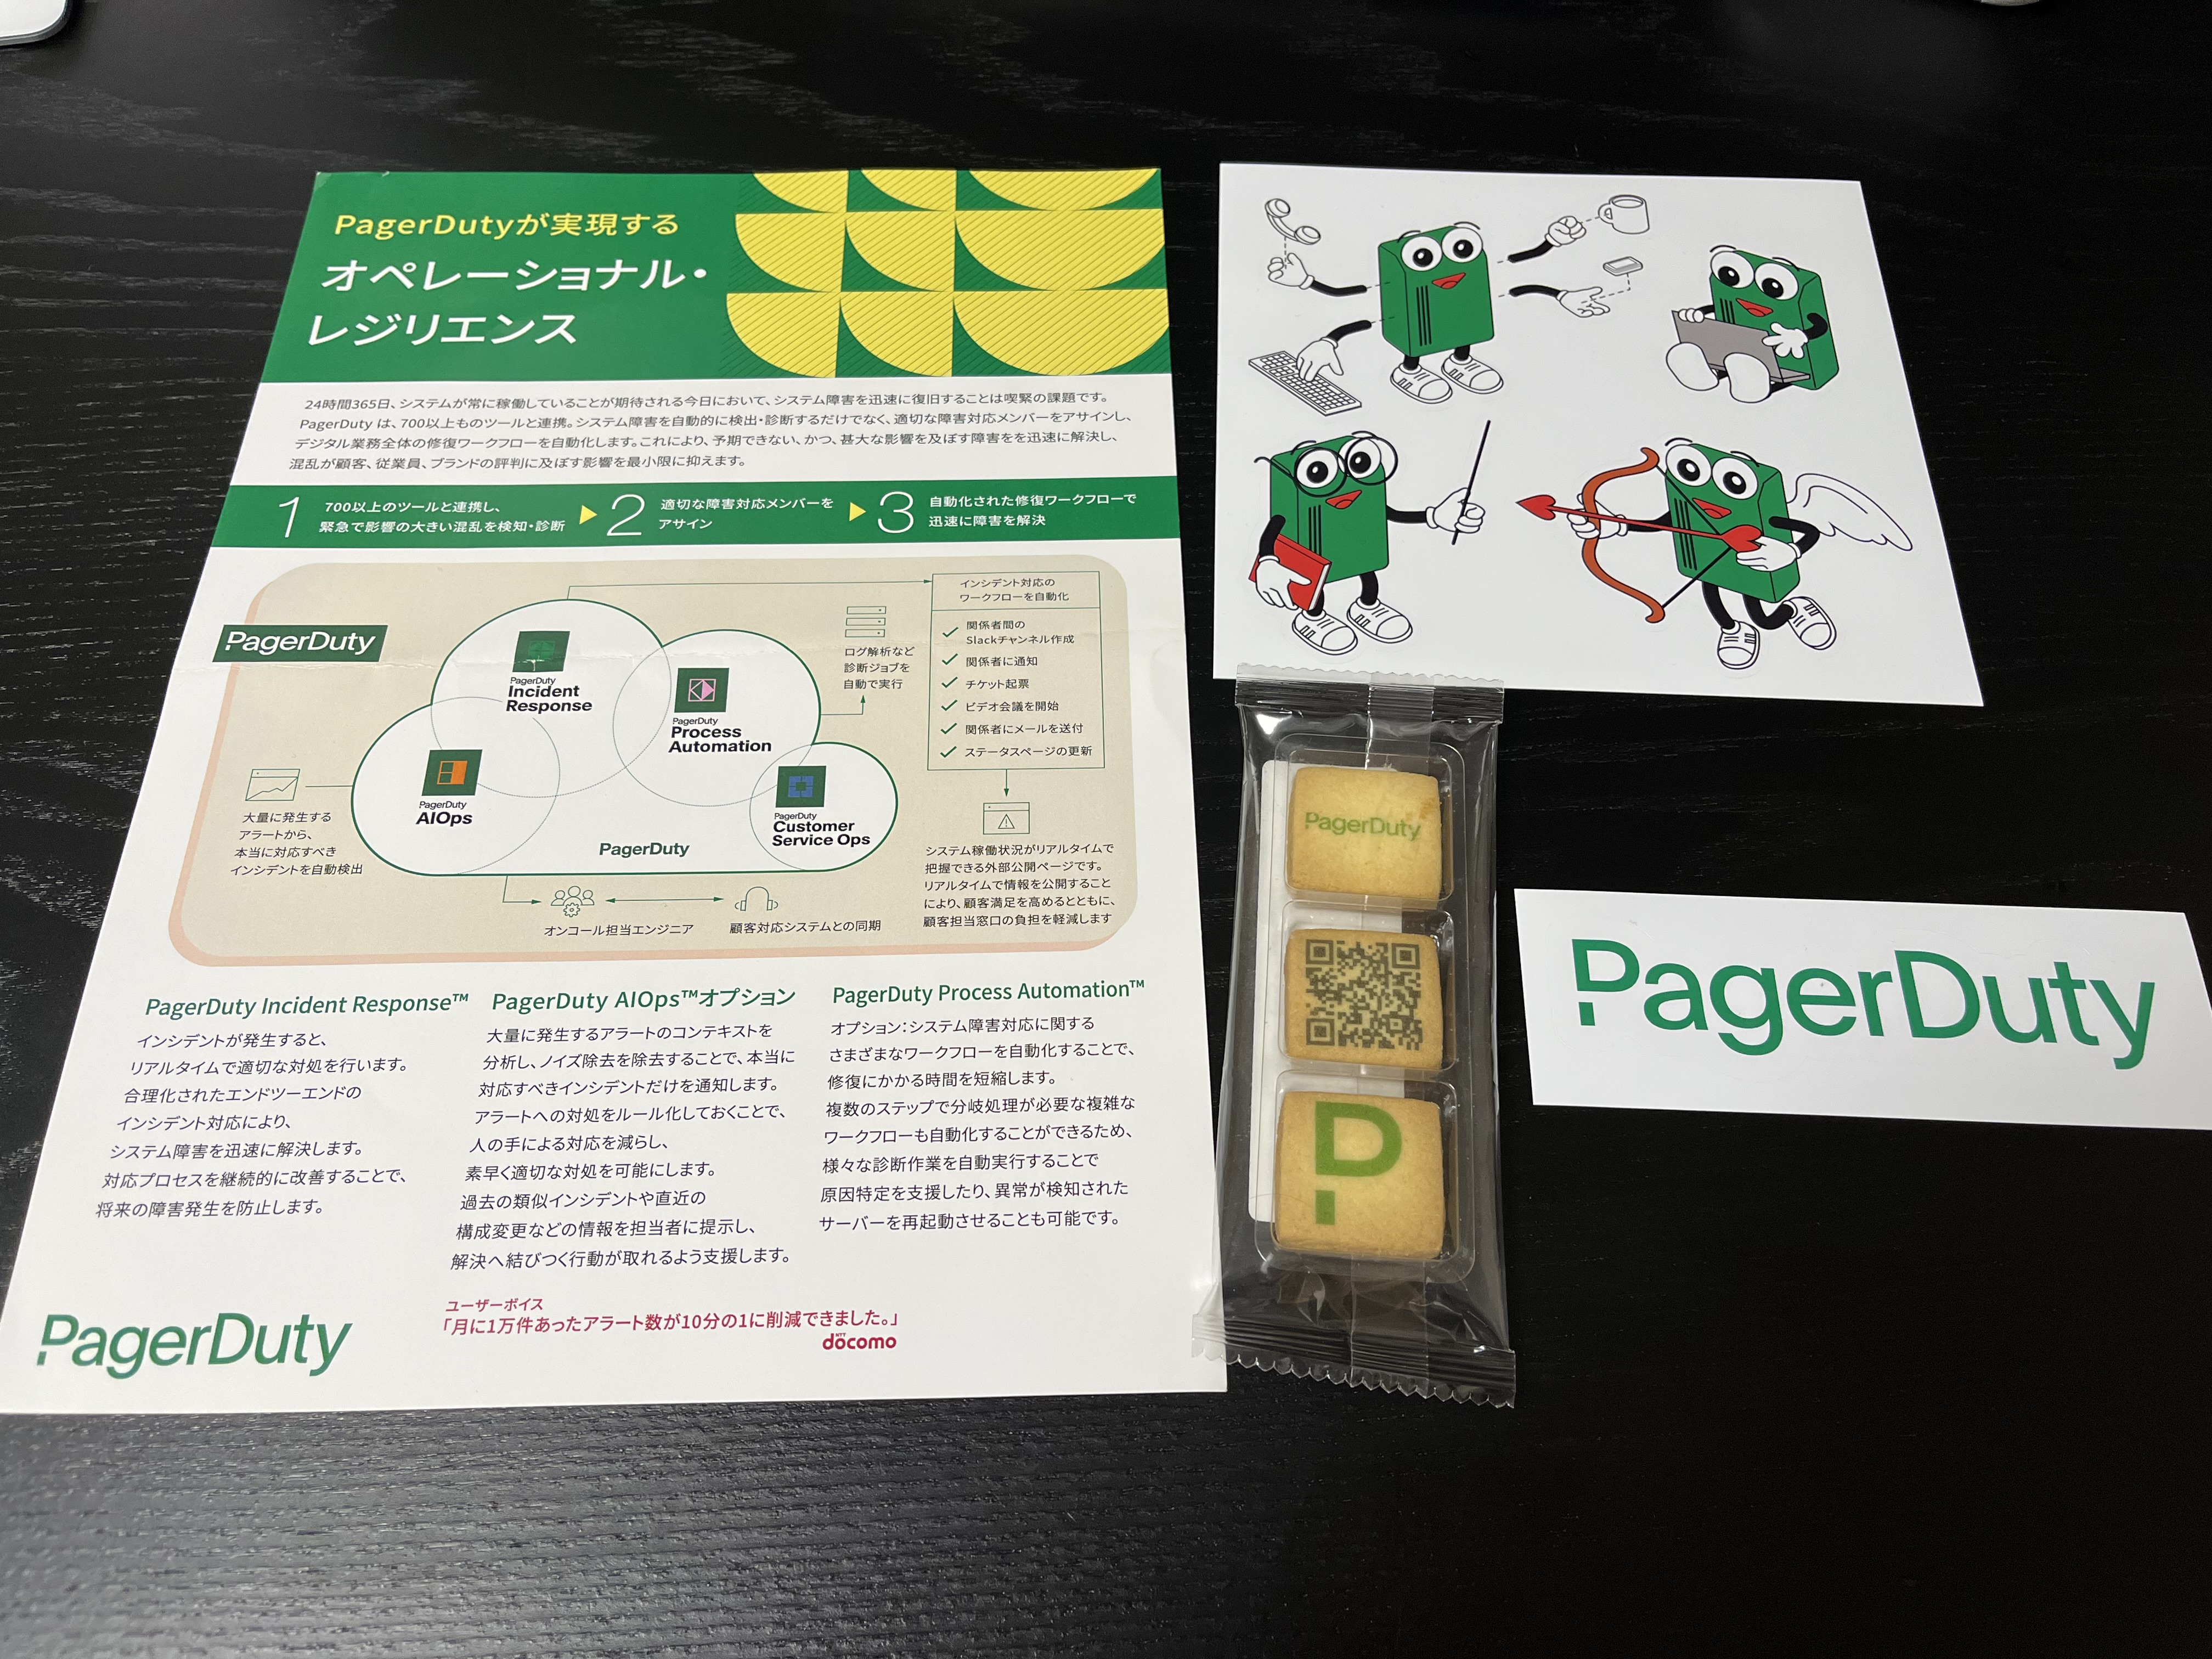 PagerDutyが実現する
オペレーショナル・
レジリエンス
24時間365日、システムが常に稼働していることが期待される今日において、システム障害を迅速に復旧することは喫緊の課題です。
PagerDuty は、700以上ものツールと連携。システム障害を自動的に検出・診断するだけでなく、適切な障害対応メンバーをアサインし、
デジタル業務全体の修復ワークフローを自動化します。これにより、予期できない、かつ、甚大な影響を及ぼす障害をを迅速に解決し、
混乱が顧客、従業員、ブランドの評判に及ぼす影響を最小限に抑えます。
1
700以上のツールと連携し、
緊急で影響の大きい混乱を検知・診断
2
適切な障害対応メンバーを
アサイン
3
自動化された修復ワークフローで
迅速に障害を解決
PagerDuty
PagerDuty
Incident
Response
PagerDuty
Process
Automation
PagerDuty
AIOps
PagerDuty
Customer
Service Ops
PagerDuty
大量に発生する
アラートから、
本当に対応すべき
インシデントを自動検出
ログ解析など
診断ジョブを
自動で実行
インシデント対応の
ワークフローを自動化
関係者間の
Slackチャンネル作成
関係者に通知
チケット起票
ビデオ会議を開始
関係者にメールを送付
ステータスページの更新
システム稼働状況がリアルタイムで
把握できる外部公開ページです。
リアルタイムで情報を公開すること
により、顧客満足を高めるとともに、
顧客担当窓口の負担を軽減します
オンコール担当エンジニア
顧客対応システムとの同期
PagerDuty Incident Response™
インシデントが発生すると、
リアルタイムで適切な対処を行います。
合理化されたエンドツーエンドの
インシデント対応により、
システム障害を迅速に解決します。
対応プロセスを継続的に改善することで、
将来の障害発生を防止します。
PagerDuty AIOps™オプション
大量に発生するアラートのコンテキストを
分析し、ノイズ除去を除去することで、本当に
対応すべきインシデントだけを通知します。
アラートへの対処をルール化しておくことで、
人の手による対応を減らし、
素早く適切な対処を可能にします。
過去の類似インシデントや直近の
構成変更などの情報を担当者に提示し、
解決へ結びつく行動が取れるよう支援します。
PagerDuty Process Automation™
オプション：システム障害対応に関する
さまざまなワークフローを自動化することで、
修復にかかる時間を短縮します。
複数のステップで分岐処理が必要な複雑な
ワークフローも自動化することができるため、
様々な診断作業を自動実行することで
原因特定を支援したり、異常が検知された
サーバーを再起動させることも可能です。
PagerDuty
ユーザーボイス
「月に1万件あったアラート数が10分の1に削減できました。」
NTT
docomo
PagerDuty
P
PagerDuty